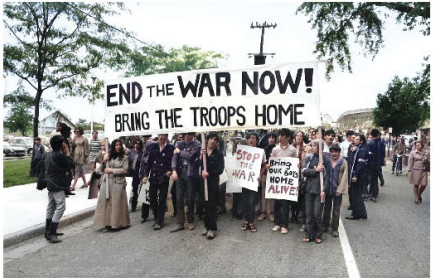 END THE WAR NOW!
BRING THE TROOPS HOME
STOP
THE
WAR
BRING
OUR BOYS
HOME
ALIVE!